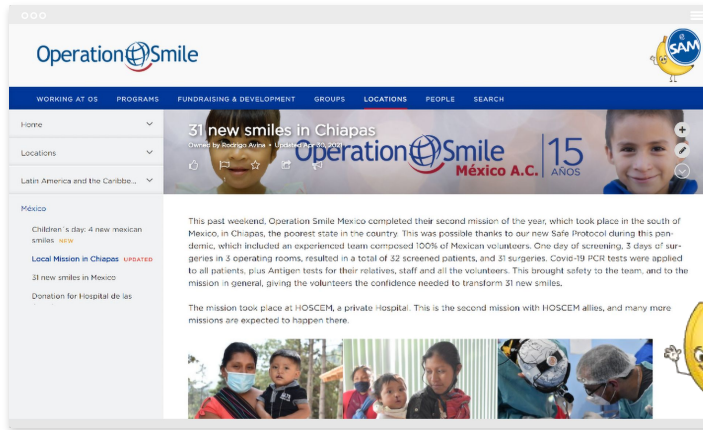 Operation Smile
SAM
WORKING AT OS PROGRAMS FUNDRAISING & DEVELOPMENT GROUPS LOCATIONS PEOPLE SEARCH
Home
Locations
Latin America and the Caribbe...
México
Children´s day: 4 new mexican
smiles NEW
Local Mission in Chiapas UPDATED
31 new smiles in Mexico
Donation for Hospital de las
31 new smiles in Chiapas
Owned by Rodrigo Avina • Updated Apr 30, 2021
Operation Smile
México A.C.
15
AÑOS
This past weekend, Operation Smile Mexico completed their second mission of the year, which took place in the south of
Mexico, in Chiapas, the poorest state in the country. This was possible thanks to our new Safe Protocol during this pan-
demic, which included an experienced team composed 100% of Mexican volunteers. One day of screening, 3 days of sur-
geries in 3 operating rooms, resulted in a total of 32 screened patients, and 31 surgeries. Covid-19 PCR tests were applied
to all patients, plus Antigen tests for their relatives, staff and all the volunteers. This brought safety to the team, and to the
mission in general, giving the volunteers the confidence needed to transform 31 new smiles.
The mission took place at HOSCEM, a private Hospital. This is the second mission with HOSCEM allies, and many more
missions are expected to happen there.